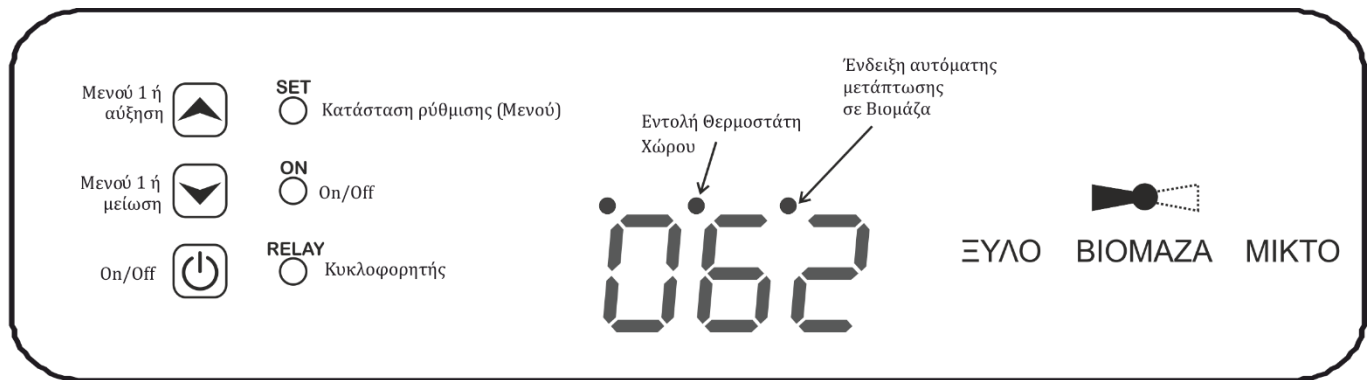 Μενού 1 ή
αύξηση
SET
Κατάσταση ρύθμισης (Μενού)
Μενού 1 ή
μείωση
ON
On/Off
On/Off
RELAY
Κυκλοφορητής
Εντολή Θερμοστάτη
Χώρου
Ένδειξη αυτόματης
μετάπτωσης
σε Βιομάζα
062
ΞΥΛΟ ΒΙΟΜΑΖΑ ΜΙΚΤΟ